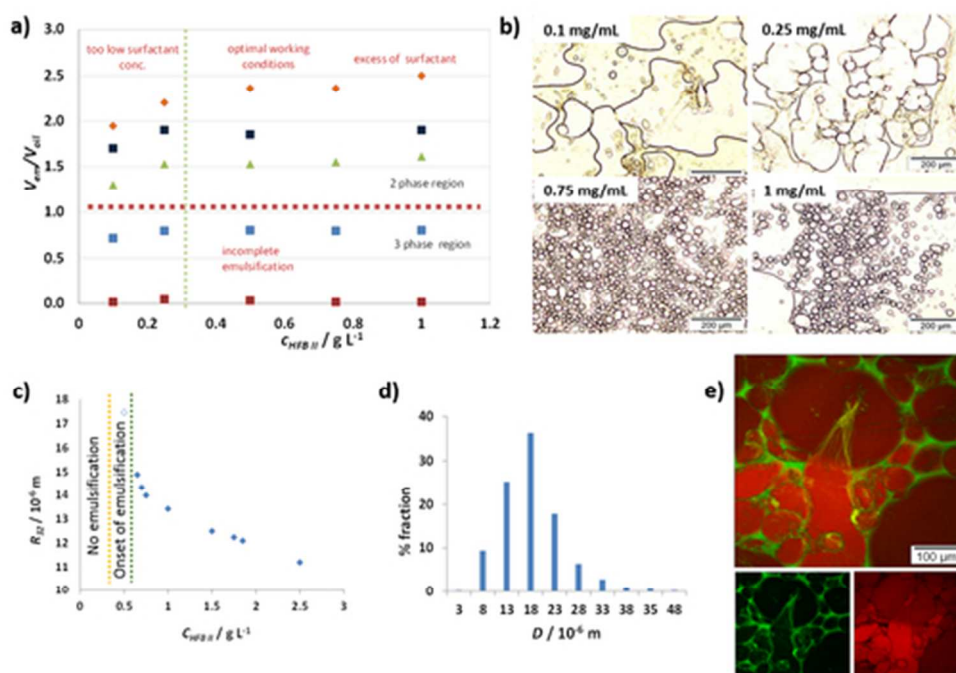 a)
3.0
2.5
2.0
1.5
1.0
0.5
0.0
V_em/V_oil
too low surfactant
conc.
optimal working
conditions
excess of surfactant
2 phase region
3 phase region
incomplete
emulsification
0 0.2 0.4 0.6 0.8 1 1.2
C_HFB II / g L⁻¹
b)
0.1 mg/mL
0.25 mg/mL
200 μm
0.75 mg/mL
1 mg/mL
200 μm
200 μm
c)
18
17
16
15
14
13
12
11
10
R_32 / 10⁻⁶ m
No emulsification
Onset of emulsification
0 0.5 1 1.5 2 2.5 3
C_HFB II / g L⁻¹
d)
40
30
20
10
0
% fraction
3 8 13 18 23 28 33 38 35 48
D / 10⁻⁶ m
e)
100 μm